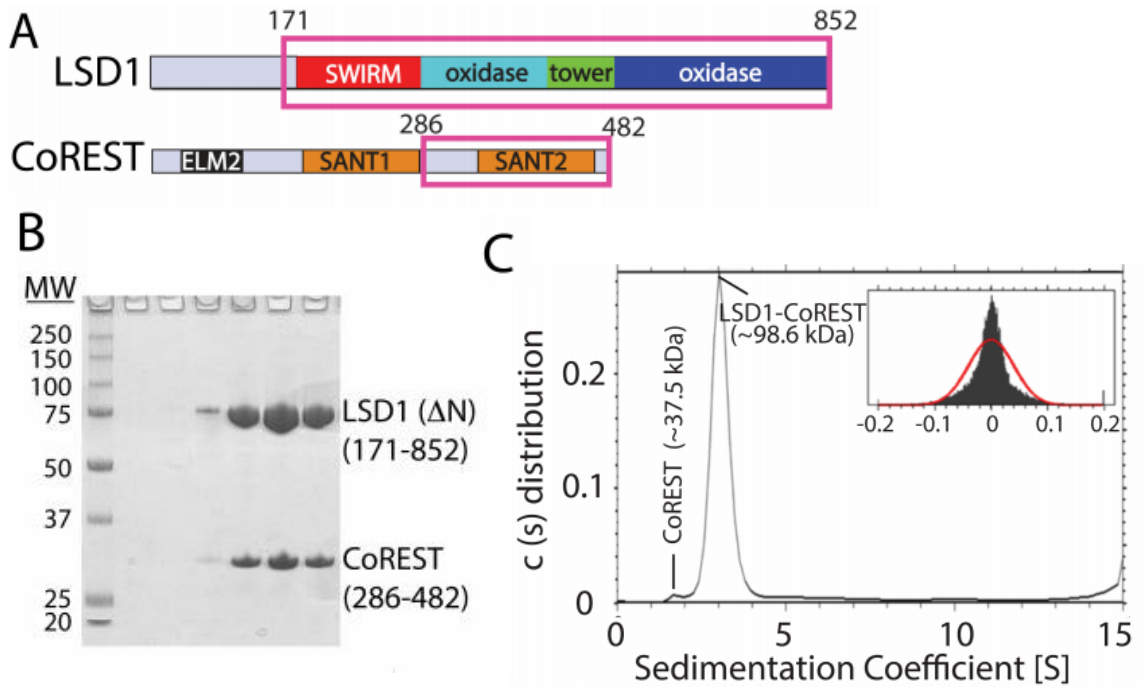 A
171
852
LSD1
SWIRM
oxidase
tower
oxidase
286
482
CoREST
ELM2
SANT1
SANT2
B
MW
250
150
100
75
50
37
25
20
LSD1 (ΔN)
(171-852)
CoREST
(286-482)
C
c (s) distribution
0.2
0.1
0
CoREST (~37.5 kDa)
LSD1-CoREST
(~98.6 kDa)
-0.2
-0.1
0
0.1
0.2
0
5
10
15
Sedimentation Coefficient [S]